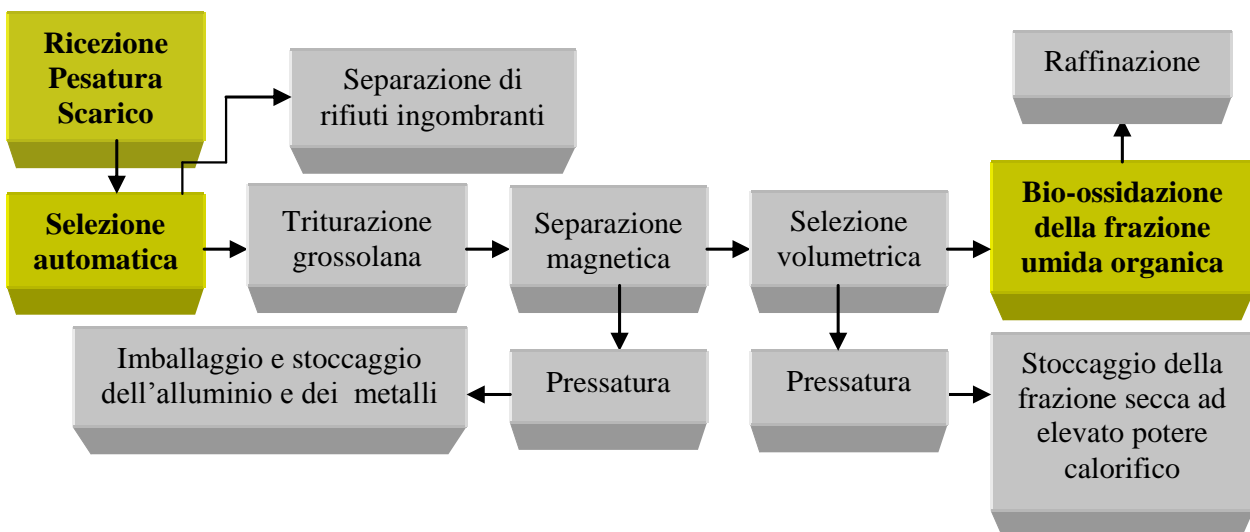 Ricezione
Pesatura
Scarico
Separazione di
rifiuti ingombranti
Raffinazione
Selezione
automatica
Triturazione
grossolana
Separazione
magnetica
Selezione
volumetrica
Bio-ossidazione
della frazione
umida organica
Imballaggio e stoccaggio
dell’alluminio e dei  metalli
Pressatura
Pressatura
Stoccaggio della
frazione secca ad
elevato potere
calorifico